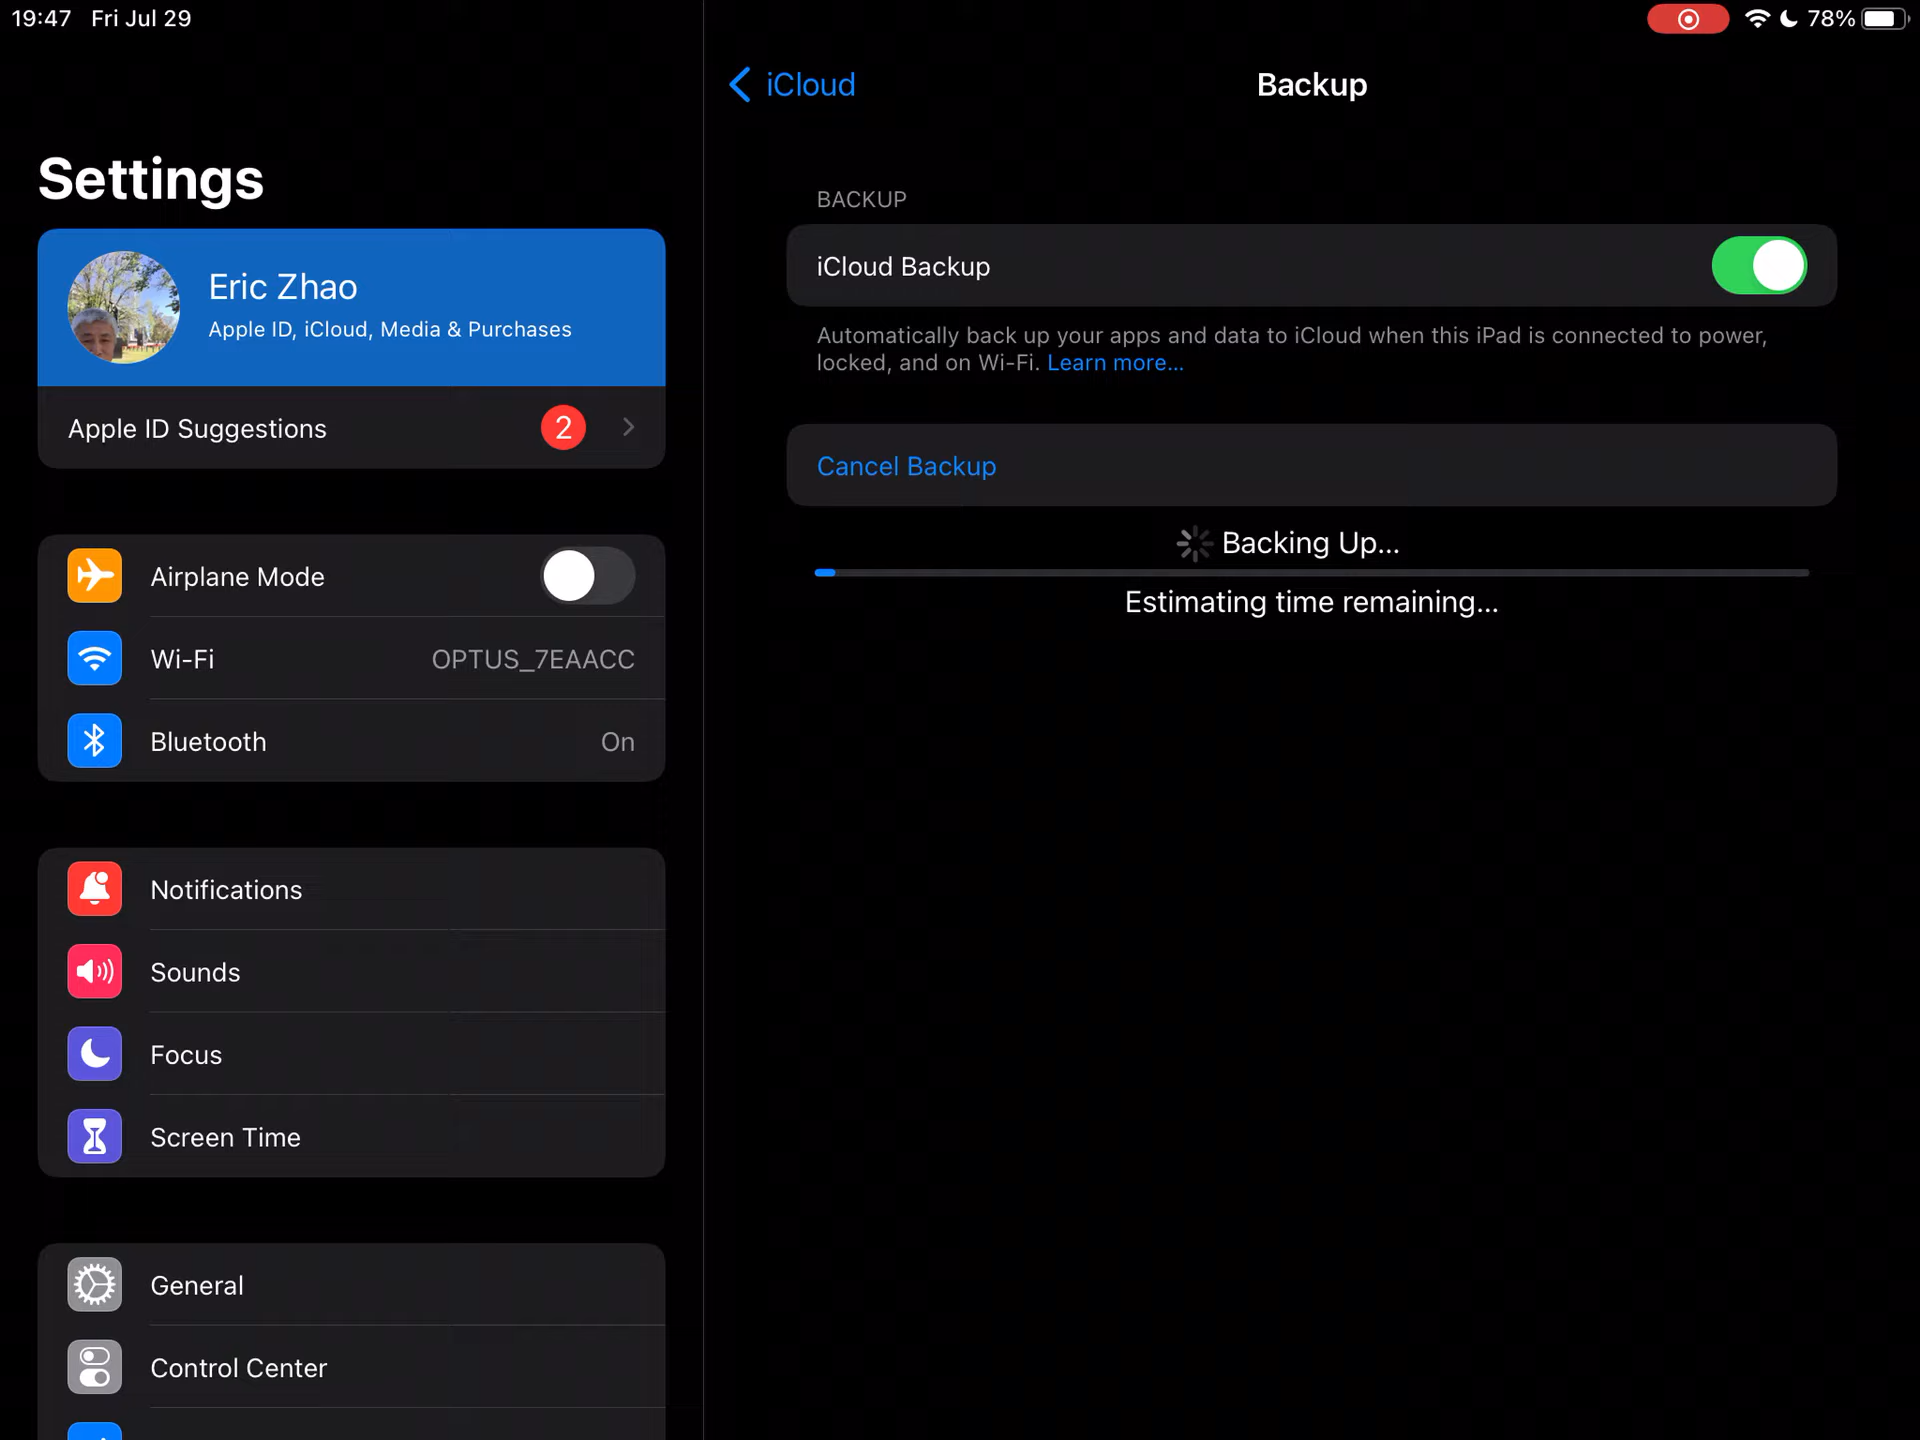 19:47 Fri Jul 29
78%
Settings
Eric Zhao
Apple ID, iCloud, Media & Purchases
Apple ID Suggestions 2
Airplane Mode
Wi-Fi OPTUS_7EAACC
Bluetooth On
Notifications
Sounds
Focus
Screen Time
General
Control Center
iCloud
Backup
BACKUP
iCloud Backup
Automatically back up your apps and data to iCloud when this iPad is connected to power,
locked, and on Wi-Fi. Learn more...
Cancel Backup
Backing Up...
Estimating time remaining...